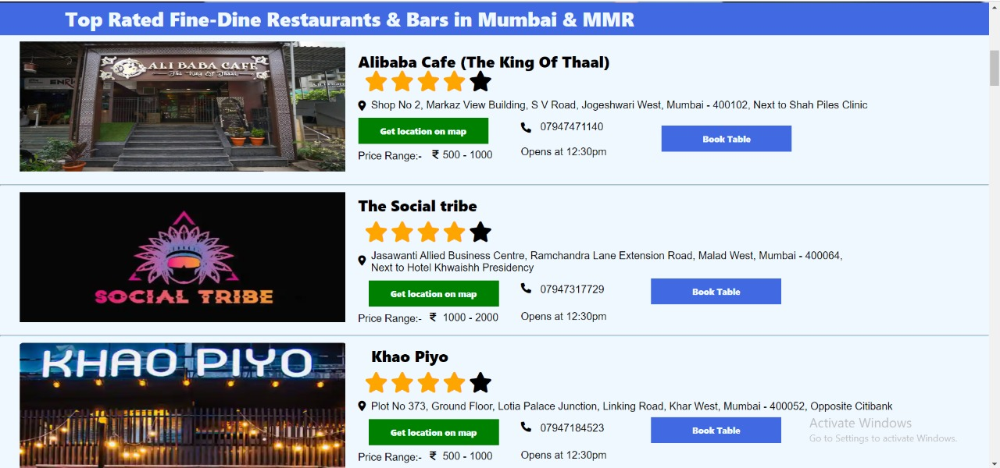 Top Rated Fine-Dine Restaurants & Bars in Mumbai & MMR
ALI BABA CAFE
The King Of Thaal
Alibaba Cafe (The King Of Thaal)
Shop No 2, Markaz View Building, S V Road, Jogeshwari West, Mumbai - 400102, Next to Shah Piles Clinic
Get location on map
07947471140
Book Table
Price Range:- ₹ 500 - 1000
Opens at 12:30pm
SOCIAL TRIBE
The Social tribe
Jasawanti Allied Business Centre, Ramchandra Lane Extension Road, Malad West, Mumbai - 400064,
Next to Hotel Khwaishh Presidency
Get location on map
07947317729
Book Table
Price Range:- ₹ 1000 - 2000
Opens at 12:30pm
KHAO PIYO
Khao Piyo
Plot No 373, Ground Floor, Lotia Palace Junction, Linking Road, Khar West, Mumbai - 400052, Opposite Citibank
Get location on map
07947184523
Book Table
Price Range:- ₹ 500 - 1000
Opens at 12:30pm
Activate Windows
Go to Settings to activate Windows.